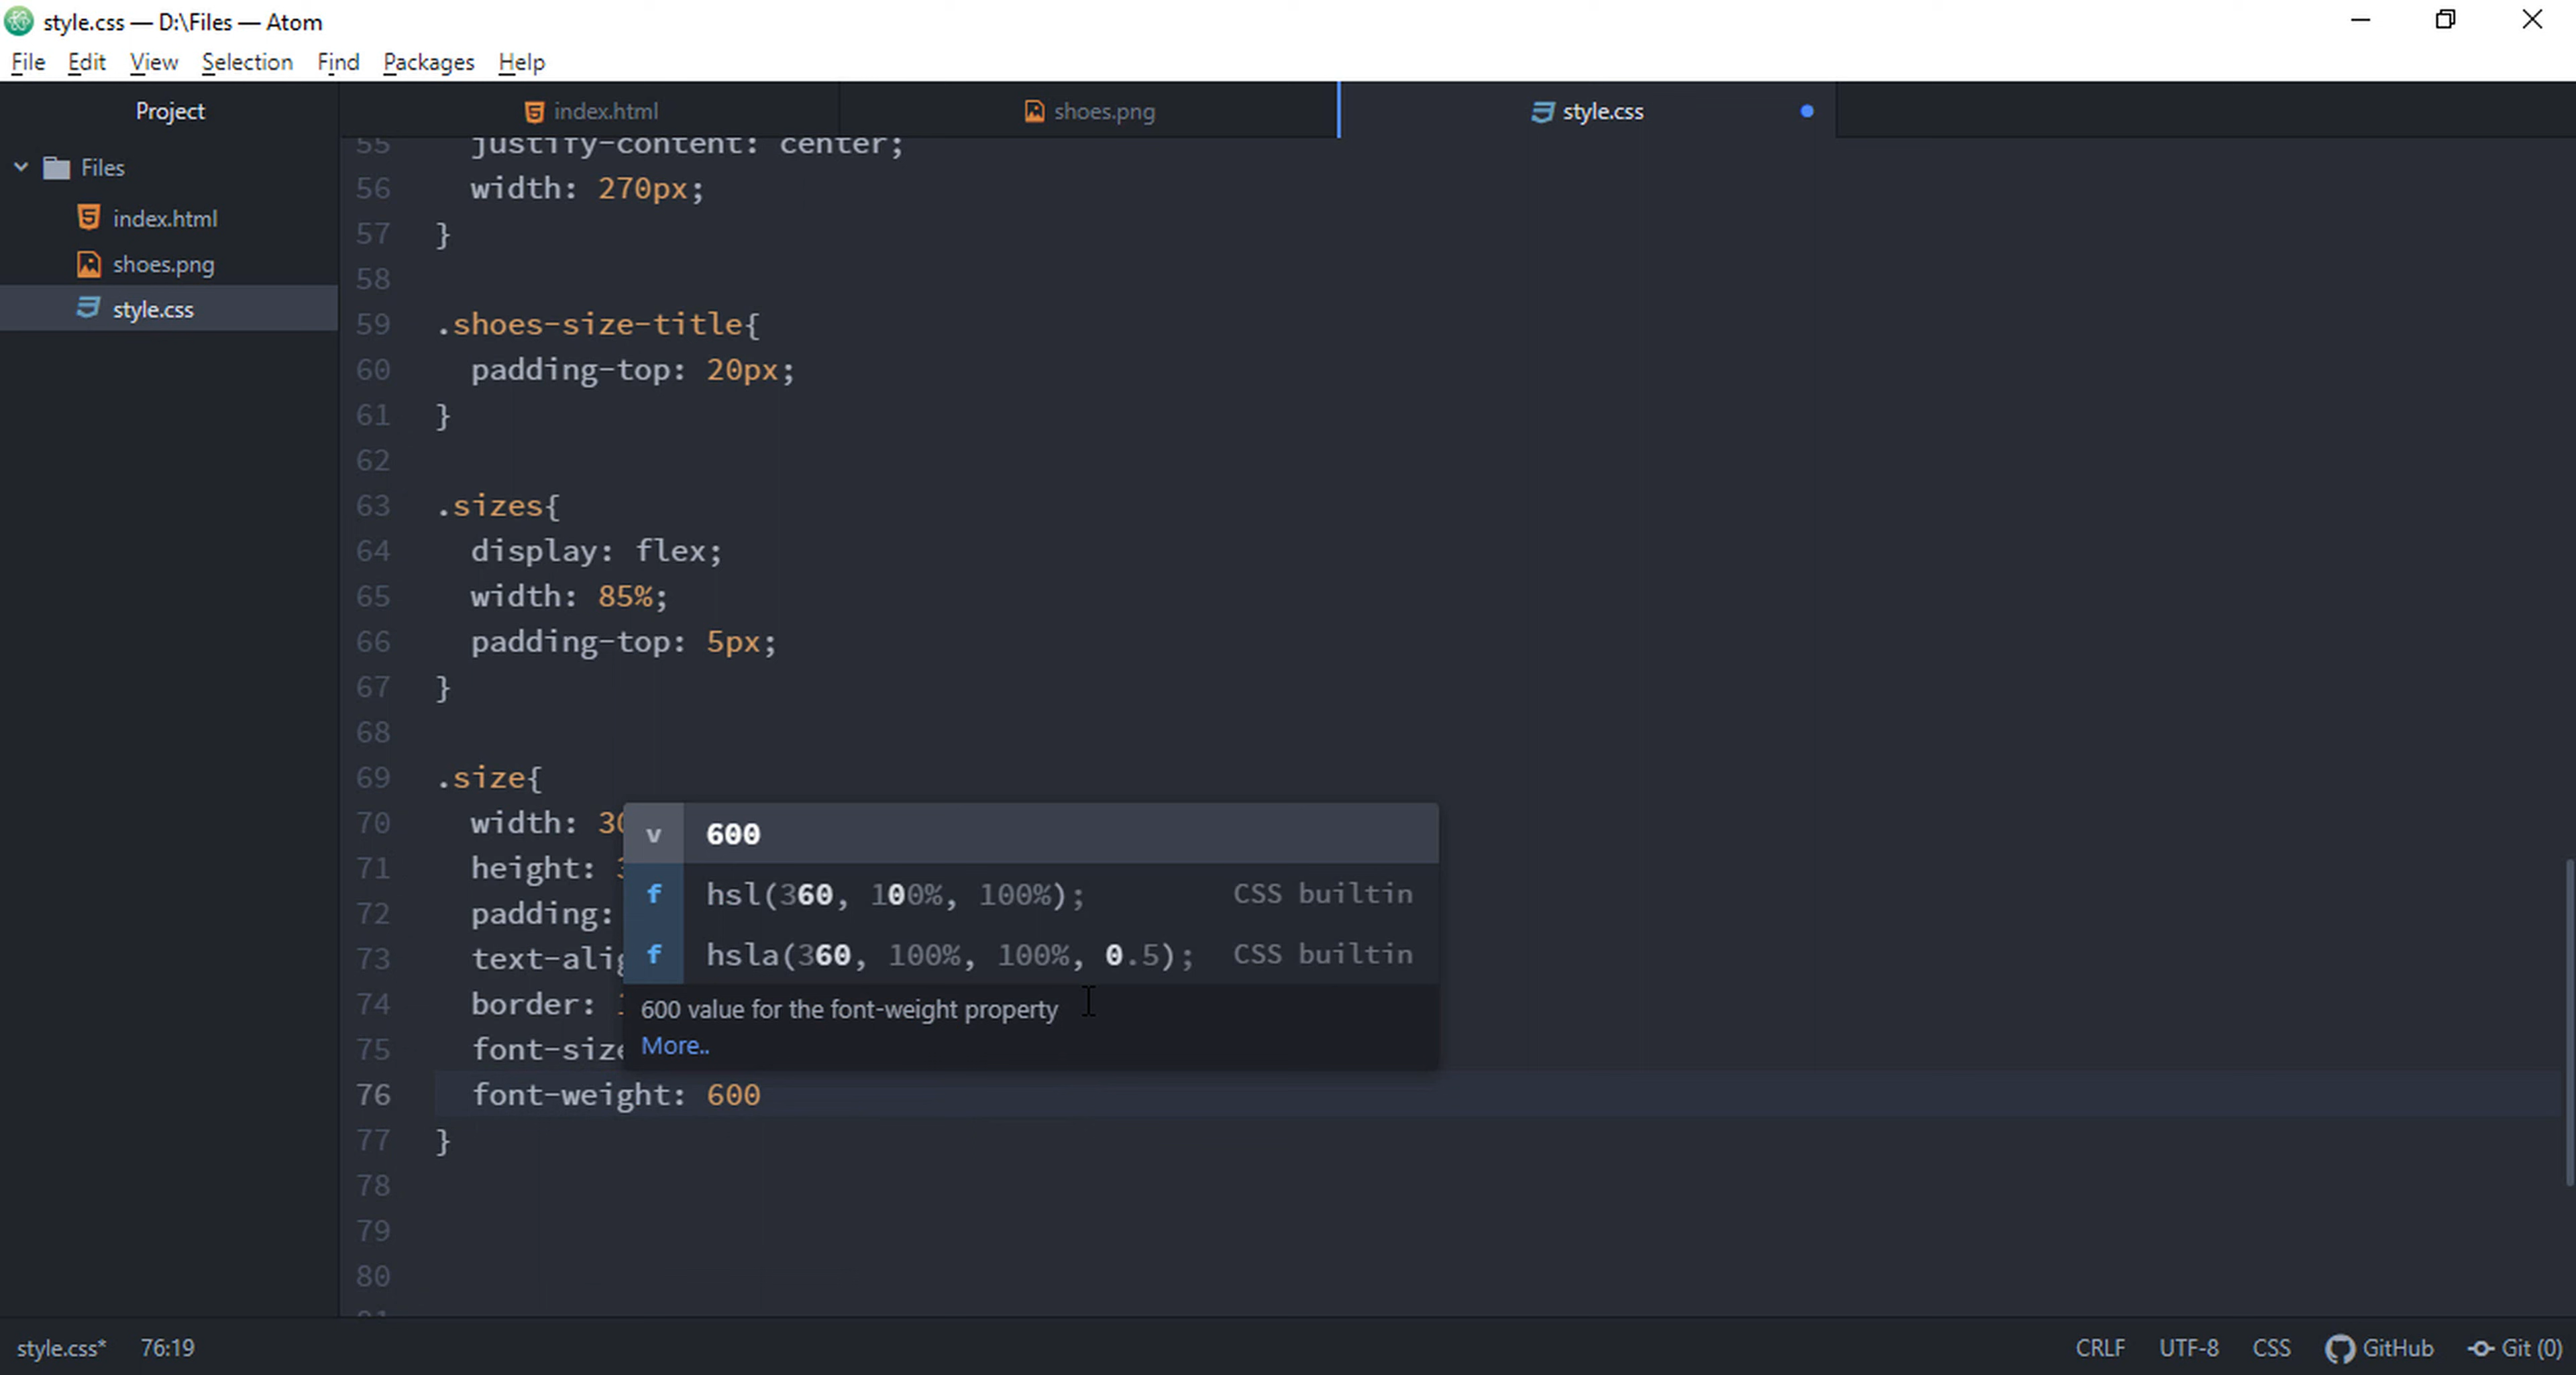 style.css — D:\Files — Atom
File Edit View Selection Find Packages Help
Project
index.html
shoes.png
style.css
Files
index.html
shoes.png
style.css
55 justify-content: center;
56 width: 270px;
57 }
58
59 .shoes-size-title{
60 padding-top: 20px;
61 }
62
63 .sizes{
64 display: flex;
65 width: 85%;
66 padding-top: 5px;
67 }
68
69 .size{
70 width: 30
71 height:
72 padding:
73 text-alig
74 border:
75 font-size
76 font-weight: 600
77 }
78
79
80
v 600
f hsl(360, 100%, 100%); CSS builtin
f hsla(360, 100%, 100%, 0.5); CSS builtin
600 value for the font-weight property
More..
style.css* 76:19
CRLF UTF-8 CSS GitHub Git (0)